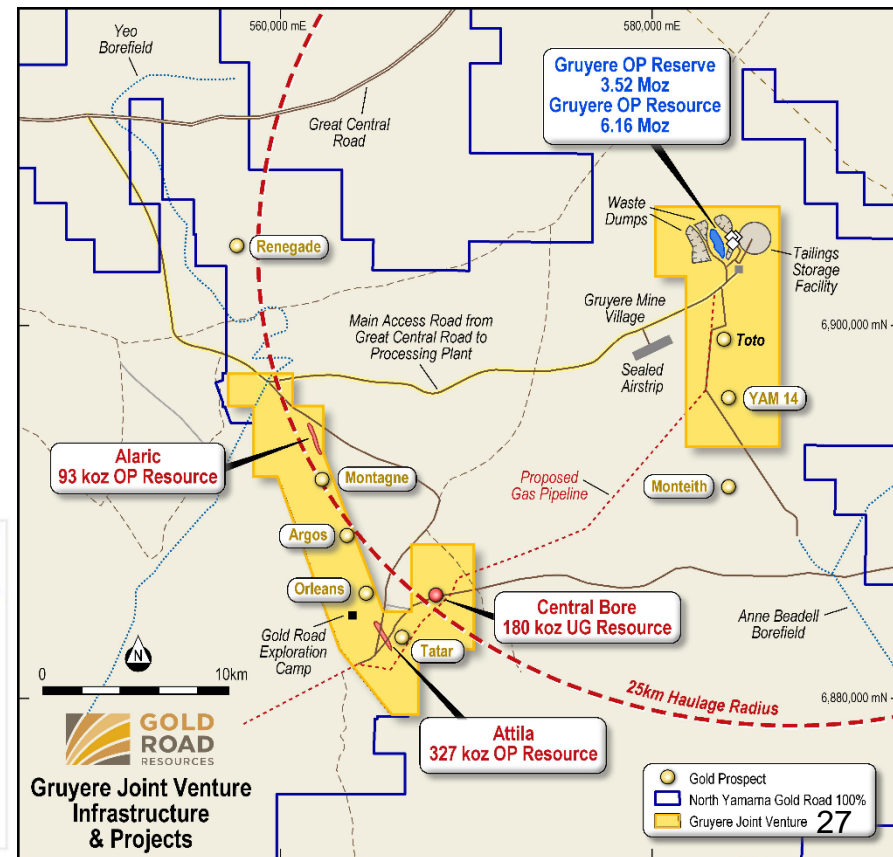 560,000 mE
580,000 mE
Yeo
Borefield
Great Central
Road
Gruyere OP Reserve
3.52 Moz
Gruyere OP Resource
6.16 Moz
Waste
Dumps
Tailings
Storage
Facility
Renegade
Gruyere Mine
Village
Main Access Road from
Great Central Road to
Processing Plant
6,900,000 mN
Toto
Sealed
Airstrip
YAM 14
Alaric
93 koz OP Resource
Montagne
Proposed
Gas Pipeline
Monteith
Argos
Orleans
Central Bore
180 koz UG Resource
Anne Beadell
Borefield
Gold Road
Exploration
Camp
Tatar
N
0
10km
25km Haulage Radius
6,880,000 mN
Attila
327 koz OP Resource
GOLD
ROAD
RESOURCES
Gruyere Joint Venture
Infrastructure
& Projects
Gold Prospect
North Yamarna Gold Road 100%
Gruyere Joint Venture
27